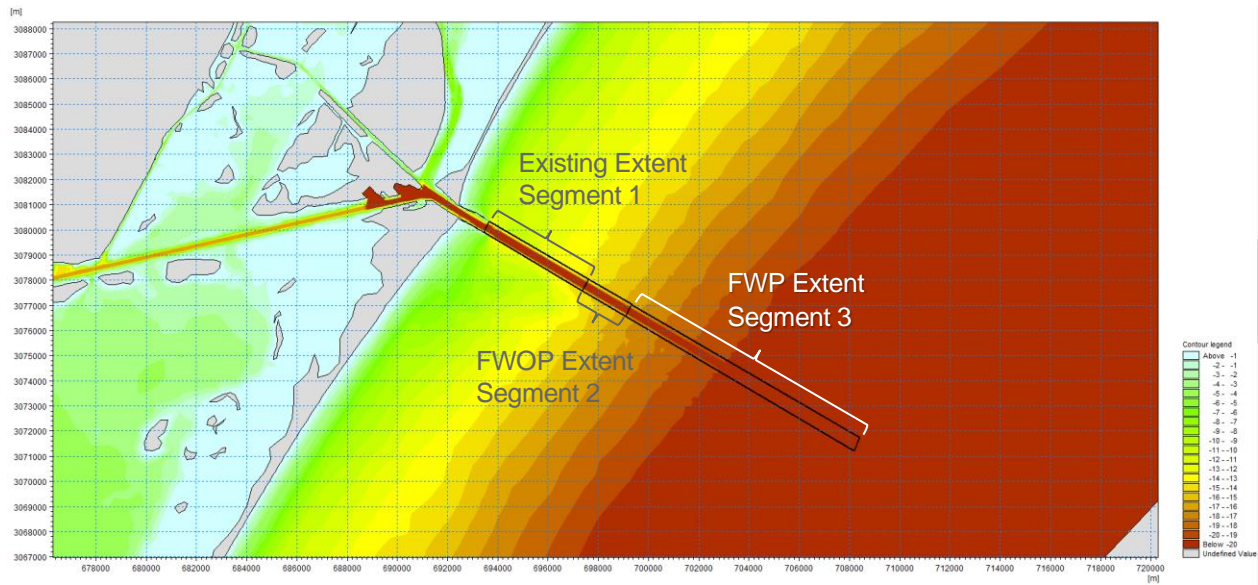 [m]
3088000
3087000
3086000
3085000
3084000
3083000
3082000
3081000
3080000
3079000
3078000
3077000
3076000
3075000
3074000
3073000
3072000
3071000
3070000
3069000
3068000
3067000
Existing Extent
Segment 1
FWP Extent
Segment 3
FWOP Extent
Segment 2
Contour legend
Above -1
-2 - -1
-3 - -2
-4 - -3
-5 - -4
-6 - -5
-7 - -6
-8 - -7
-9 - -8
-10 - -9
-11 - -10
-12 - -11
-13 - -12
-14 - -13
-15 - -14
-16 - -15
-17 - -16
-18 - -17
-19 - -18
-20 - -19
Below -20
Undefined Value
678000 680000 682000 684000 686000 688000 690000 692000 694000 696000 698000 700000 702000 704000 706000 708000 710000 712000 714000 716000 718000 720000
[m]